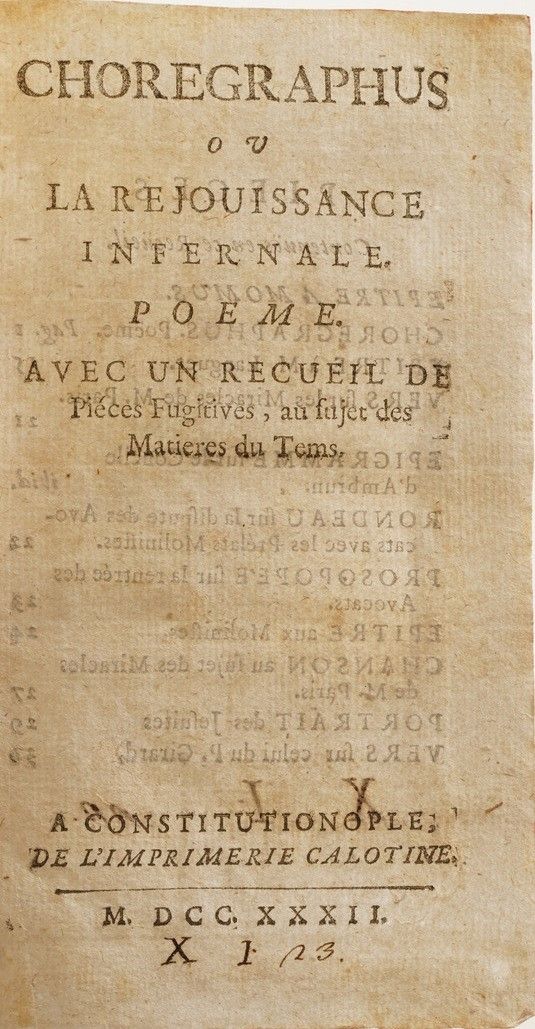 CHOREGRAPHUS
OU
LA REJOUISSANCE
INFERNALE.
POEME.
AVEC UN RECUEIL DE
Piéces Fugitives, au sujet des
Matieres du Tems.
A CONSTITUTIONOPLE;
DE L'IMPRIMERIE CALOTINE.
M. DCC. XXXII.
X I 23.